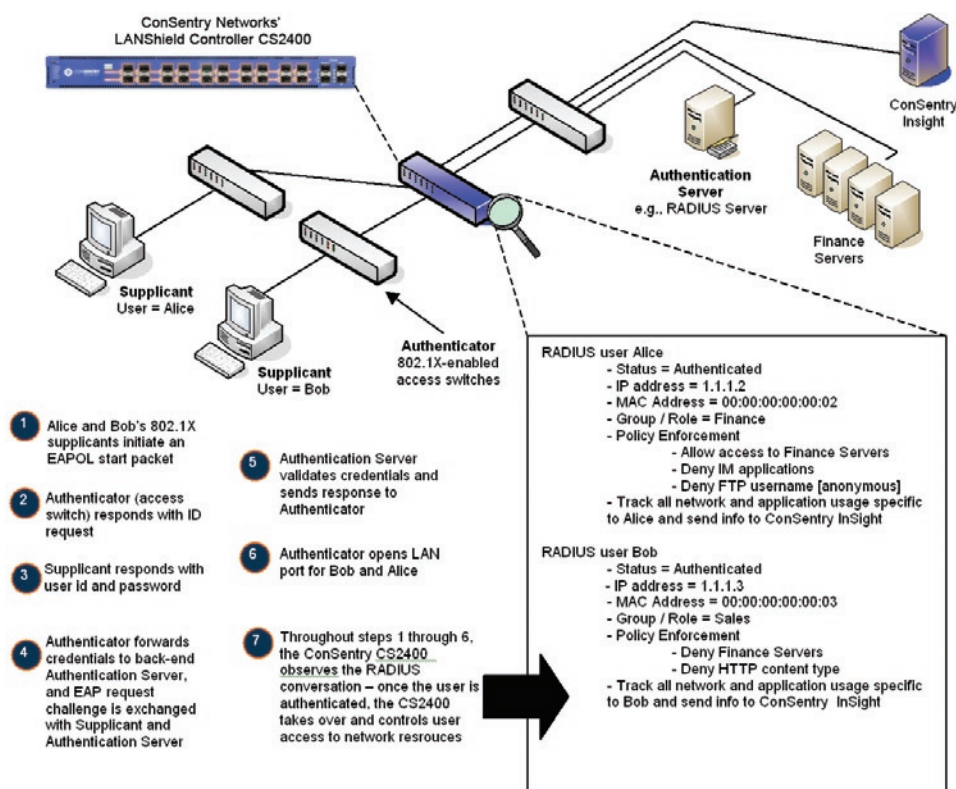 ConSentry Networks'
LANShield Controller CS2400
ConSentry
Insight
Authentication
Server
e.g., RADIUS Server
Finance
Servers
Supplicant
User = Alice
Supplicant
User = Bob
Authenticator
802.1X-enabled
access switches
1
Alice and Bob's 802.1X
supplicants initiate an
EAPOL start packet
2
Authenticator (access
switch) responds with ID
request
3
Supplicant responds with
user id and password
4
Authenticator forwards
credentials to back-end
Authentication Server,
and EAP request
challenge is exchanged
with Supplicant and
Authentication Server
5
Authentication Server
validates credentials and
sends response to
Authenticator
6
Authenticator opens LAN
port for Bob and Alice
7
Throughout steps 1 through 6,
the ConSentry CS2400
observes the RADIUS
conversation – once the user is
authenticated, the CS2400
takes over and controls user
access to network resrouces
RADIUS user Alice
- Status = Authenticated
- IP address = 1.1.1.2
- MAC Address = 00:00:00:00:00:02
- Group / Role = Finance
- Policy Enforcement
- Allow access to Finance Servers
- Deny IM applications
- Deny FTP username [anonymous]
- Track all network and application usage specific
to Alice and send info to ConSentry InSight
RADIUS user Bob
- Status = Authenticated
- IP address = 1.1.1.3
- MAC Address = 00:00:00:00:00:03
- Group / Role = Sales
- Policy Enforcement
- Deny Finance Servers
- Deny HTTP content type
- Track all network and application usage specific
to Bob and send info to ConSentry InSight